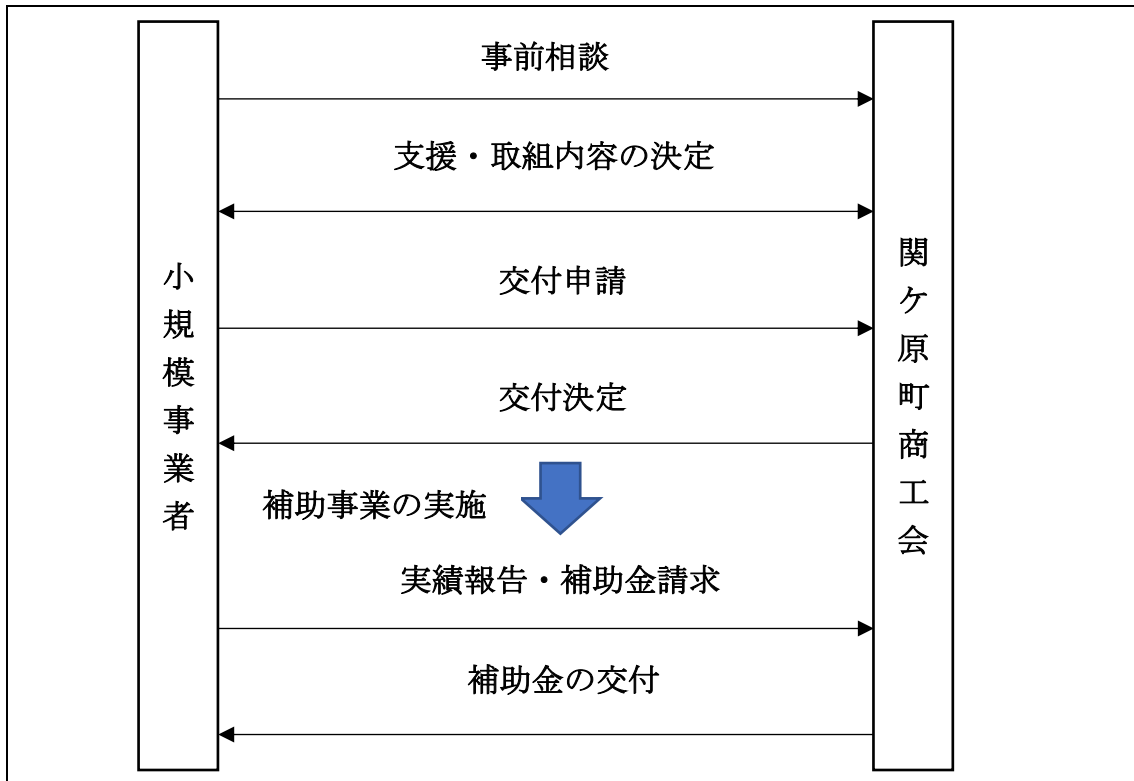 事前相談
支援・取組内容の決定
交付申請
交付決定
補助事業の実施
実績報告・補助金請求
補助金の交付
小規模事業者
関ケ原町商工会